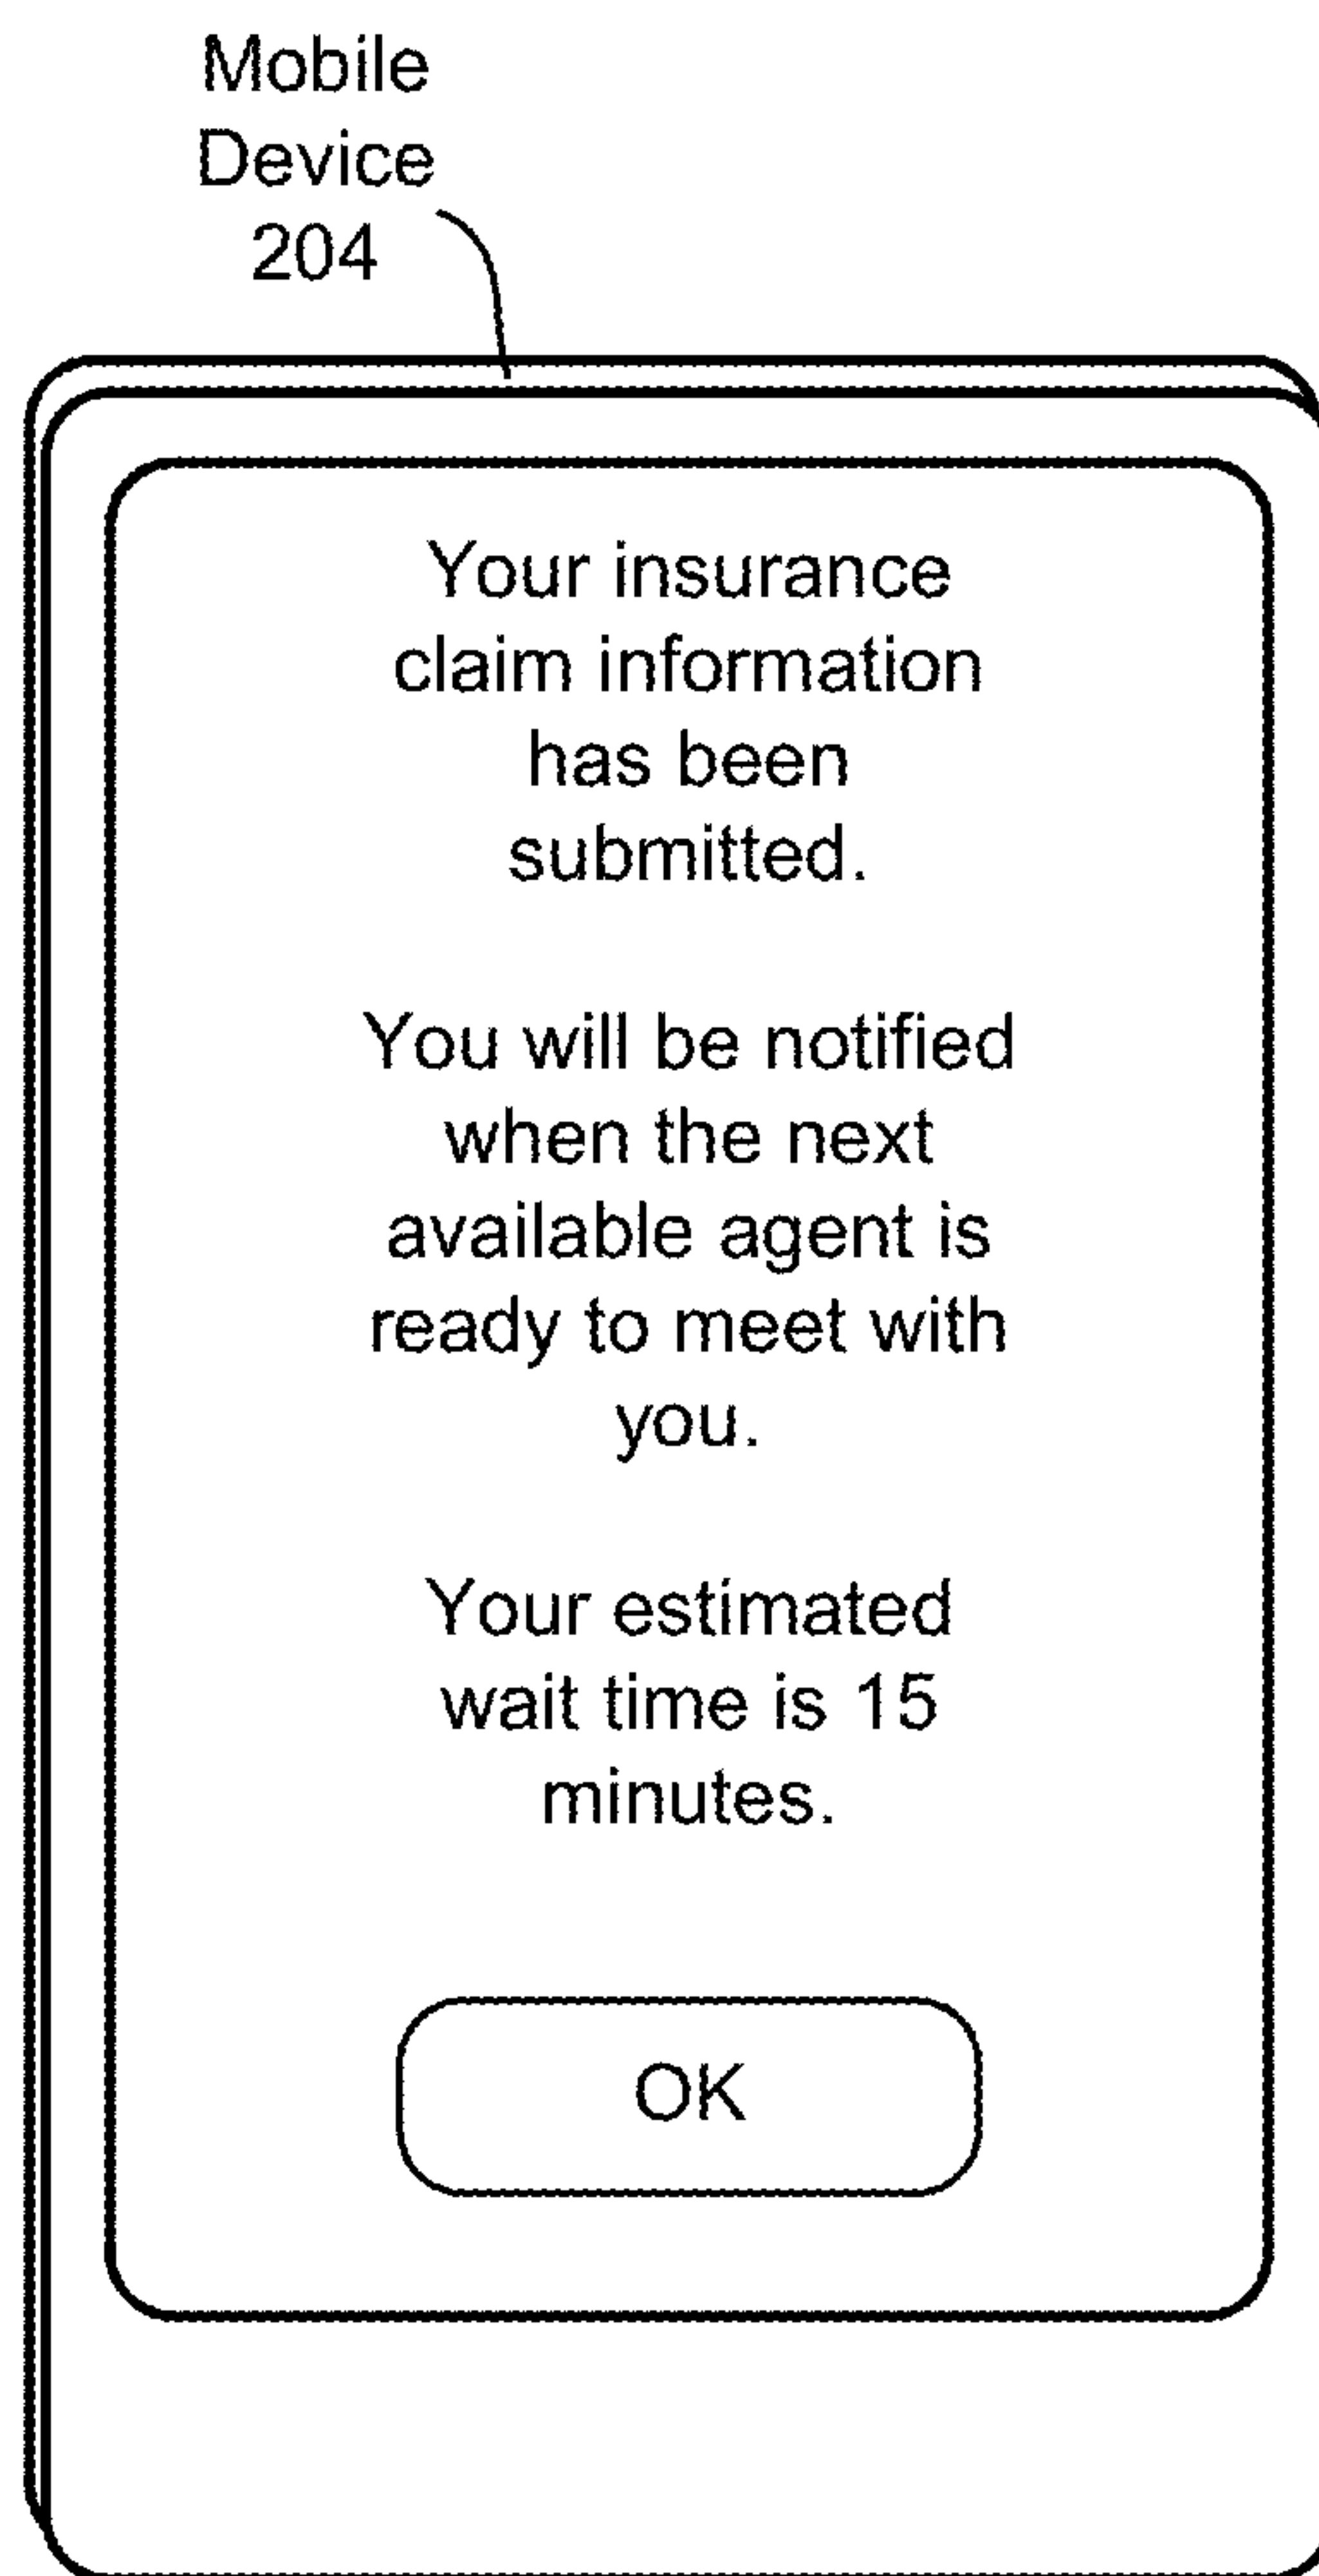 Mobile
Device
204
Your insurance
claim information
has been
submitted.
You will be notified
when the next
available agent is
ready to meet with
you.
Your estimated
wait time is 15
minutes.
OK